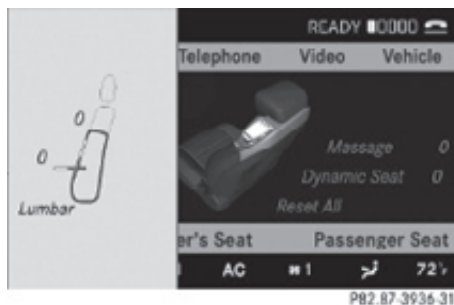 READY
Telephone Video Vehicle
0
0
Lumbar
Massage 0
Dynamic Seat 0
Reset All
er's Seat Passenger Seat
AC 1 72°F
P82.87-3936-31